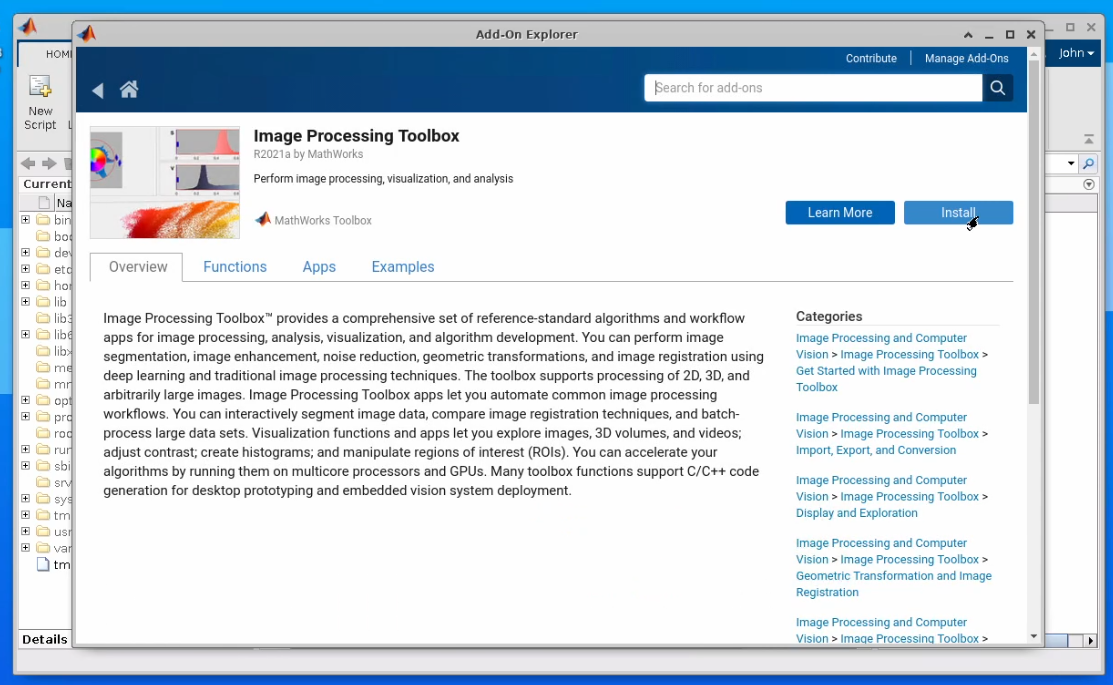 Add-On Explorer
HOM
John
New
Script
L
Current
Na
bin
boo
dev
etc
hor
lib
lib3
lib6
libx
me
mn
opt
pro
roo
run
sbi
srv
sys
tm
usr
var
tm
Details
Contribute | Manage Add-Ons
Search for add-ons
Image Processing Toolbox
R2021a by MathWorks
Perform image processing, visualization, and analysis
MathWorks Toolbox
Learn More
Install
Overview Functions Apps Examples
Image Processing Toolbox™ provides a comprehensive set of reference-standard algorithms and workflow
apps for image processing, analysis, visualization, and algorithm development. You can perform image
segmentation, image enhancement, noise reduction, geometric transformations, and image registration using
deep learning and traditional image processing techniques. The toolbox supports processing of 2D, 3D, and
arbitrarily large images. Image Processing Toolbox apps let you automate common image processing
workflows. You can interactively segment image data, compare image registration techniques, and batch-
process large data sets. Visualization functions and apps let you explore images, 3D volumes, and videos;
adjust contrast; create histograms; and manipulate regions of interest (ROIs). You can accelerate your
algorithms by running them on multicore processors and GPUs. Many toolbox functions support C/C++ code
generation for desktop prototyping and embedded vision system deployment.
Categories
Image Processing and Computer
Vision > Image Processing Toolbox >
Get Started with Image Processing
Toolbox
Image Processing and Computer
Vision > Image Processing Toolbox >
Import, Export, and Conversion
Image Processing and Computer
Vision > Image Processing Toolbox >
Display and Exploration
Image Processing and Computer
Vision > Image Processing Toolbox >
Geometric Transformation and Image
Registration
Image Processing and Computer
Vision > Image Processing Toolbox >